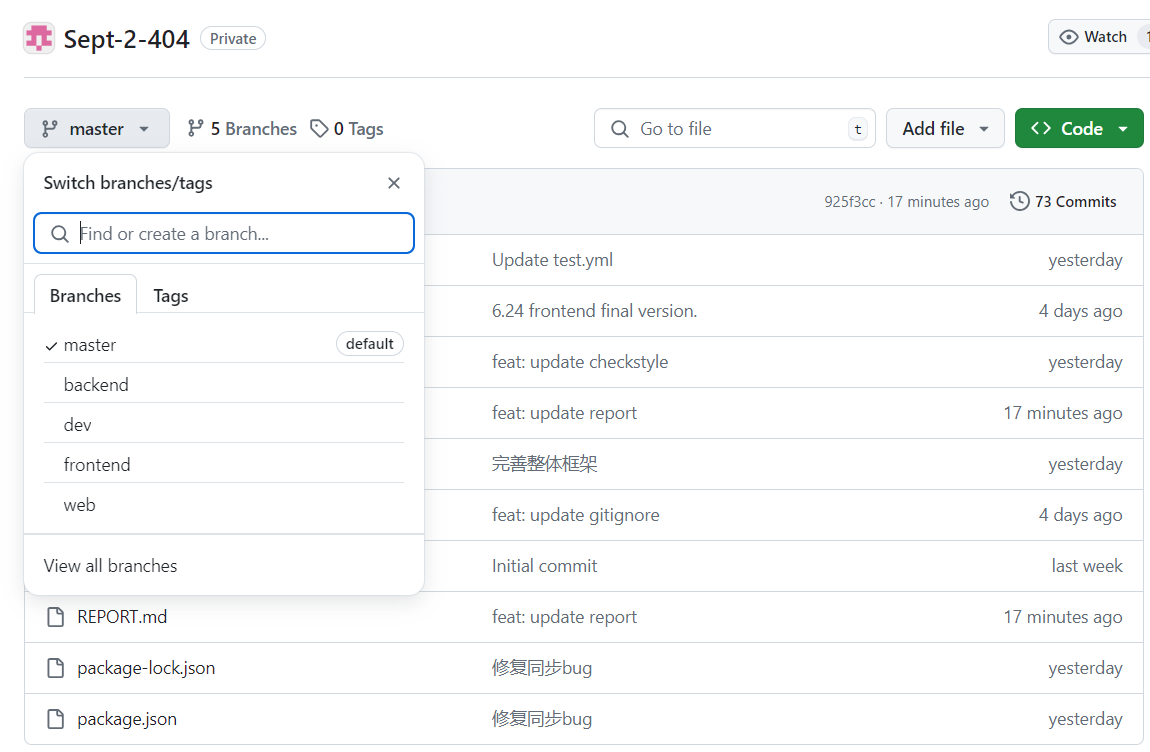 Sept-2-404 Private
Watch 1
master 5 Branches 0 Tags Go to file t Add file Code
Switch branches/tags
Find or create a branch...
Branches Tags
master default
backend
dev
frontend
web
View all branches
925f3cc · 17 minutes ago 73 Commits
Update test.yml yesterday
6.24 frontend final version. 4 days ago
feat: update checkstyle yesterday
feat: update report 17 minutes ago
完善整体框架 yesterday
feat: update gitignore 4 days ago
Initial commit last week
REPORT.md feat: update report 17 minutes ago
package-lock.json 修复同步bug yesterday
package.json 修复同步bug yesterday